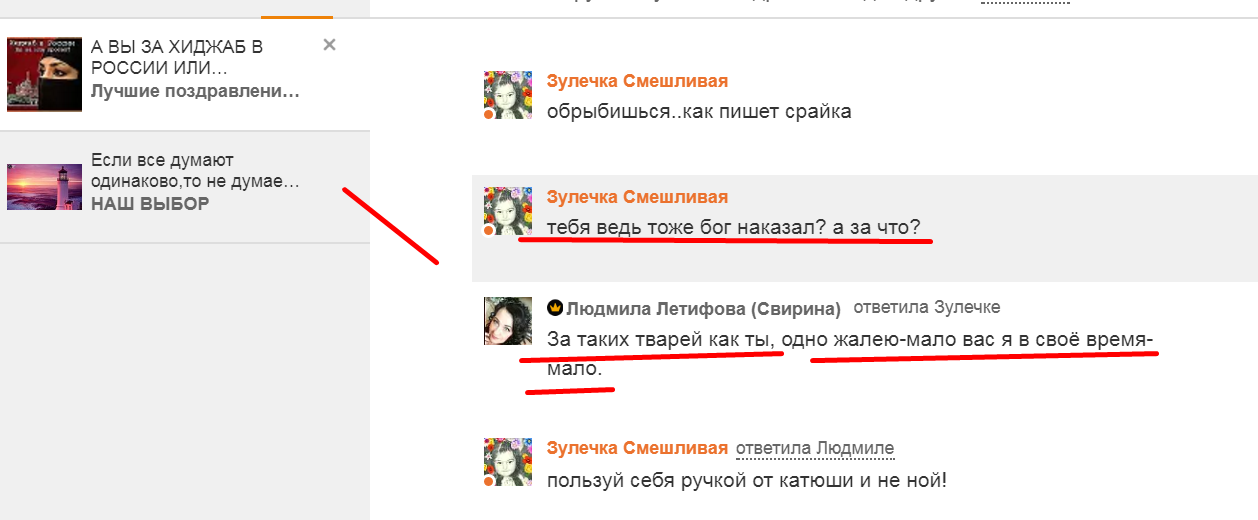 А ВЫ ЗА ХИДЖАБ В
РОССИИ ИЛИ…
Лучшие поздравлени…
Если все думают
одинаково,то не думае…
НАШ ВЫБОР
Зулечка Смешливая
обрыбишься..как пишет срайка
Зулечка Смешливая
тебя ведь тоже бог наказал? а за что?
Людмила Летифова (Свирина) ответила Зулечке
За таких тварей как ты, одно жалею-мало вас я в своё время-
мало.
Зулечка Смешливая ответила Людмиле
пользуй себя ручкой от катюши и не ной!